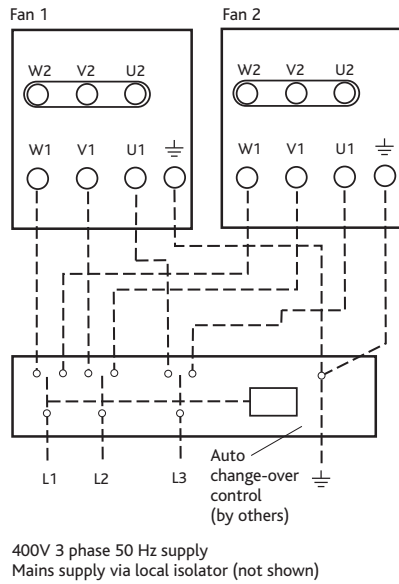 Fan 1 Fan 2
W2 V2 U2 W2 V2 U2
W1 V1 U1 W1 V1 U1
L1 L2 L3
Auto
change-over
control
(by others)
400V 3 phase 50 Hz supply
Mains supply via local isolator (not shown)